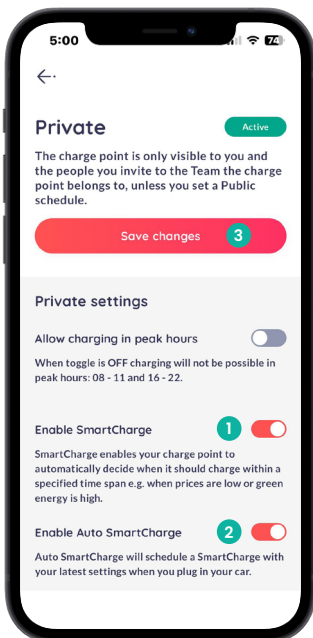 5:00 74
Private
Active
The charge point is only visible to you and
the people you invite to the Team the charge
point belongs to, unless you set a Public
schedule.
Save changes 3
Private settings
Allow charging in peak hours
When toggle is OFF charging will not be possible in
peak hours: 08 - 11 and 16 - 22.
Enable SmartCharge 1
SmartCharge enables your charge point to
automatically decide when it should charge within a
specified time span e.g. when prices are low or green
energy is high.
Enable Auto SmartCharge 2
Auto SmartCharge will schedule a SmartCharge with
your latest settings when you plug in your car.